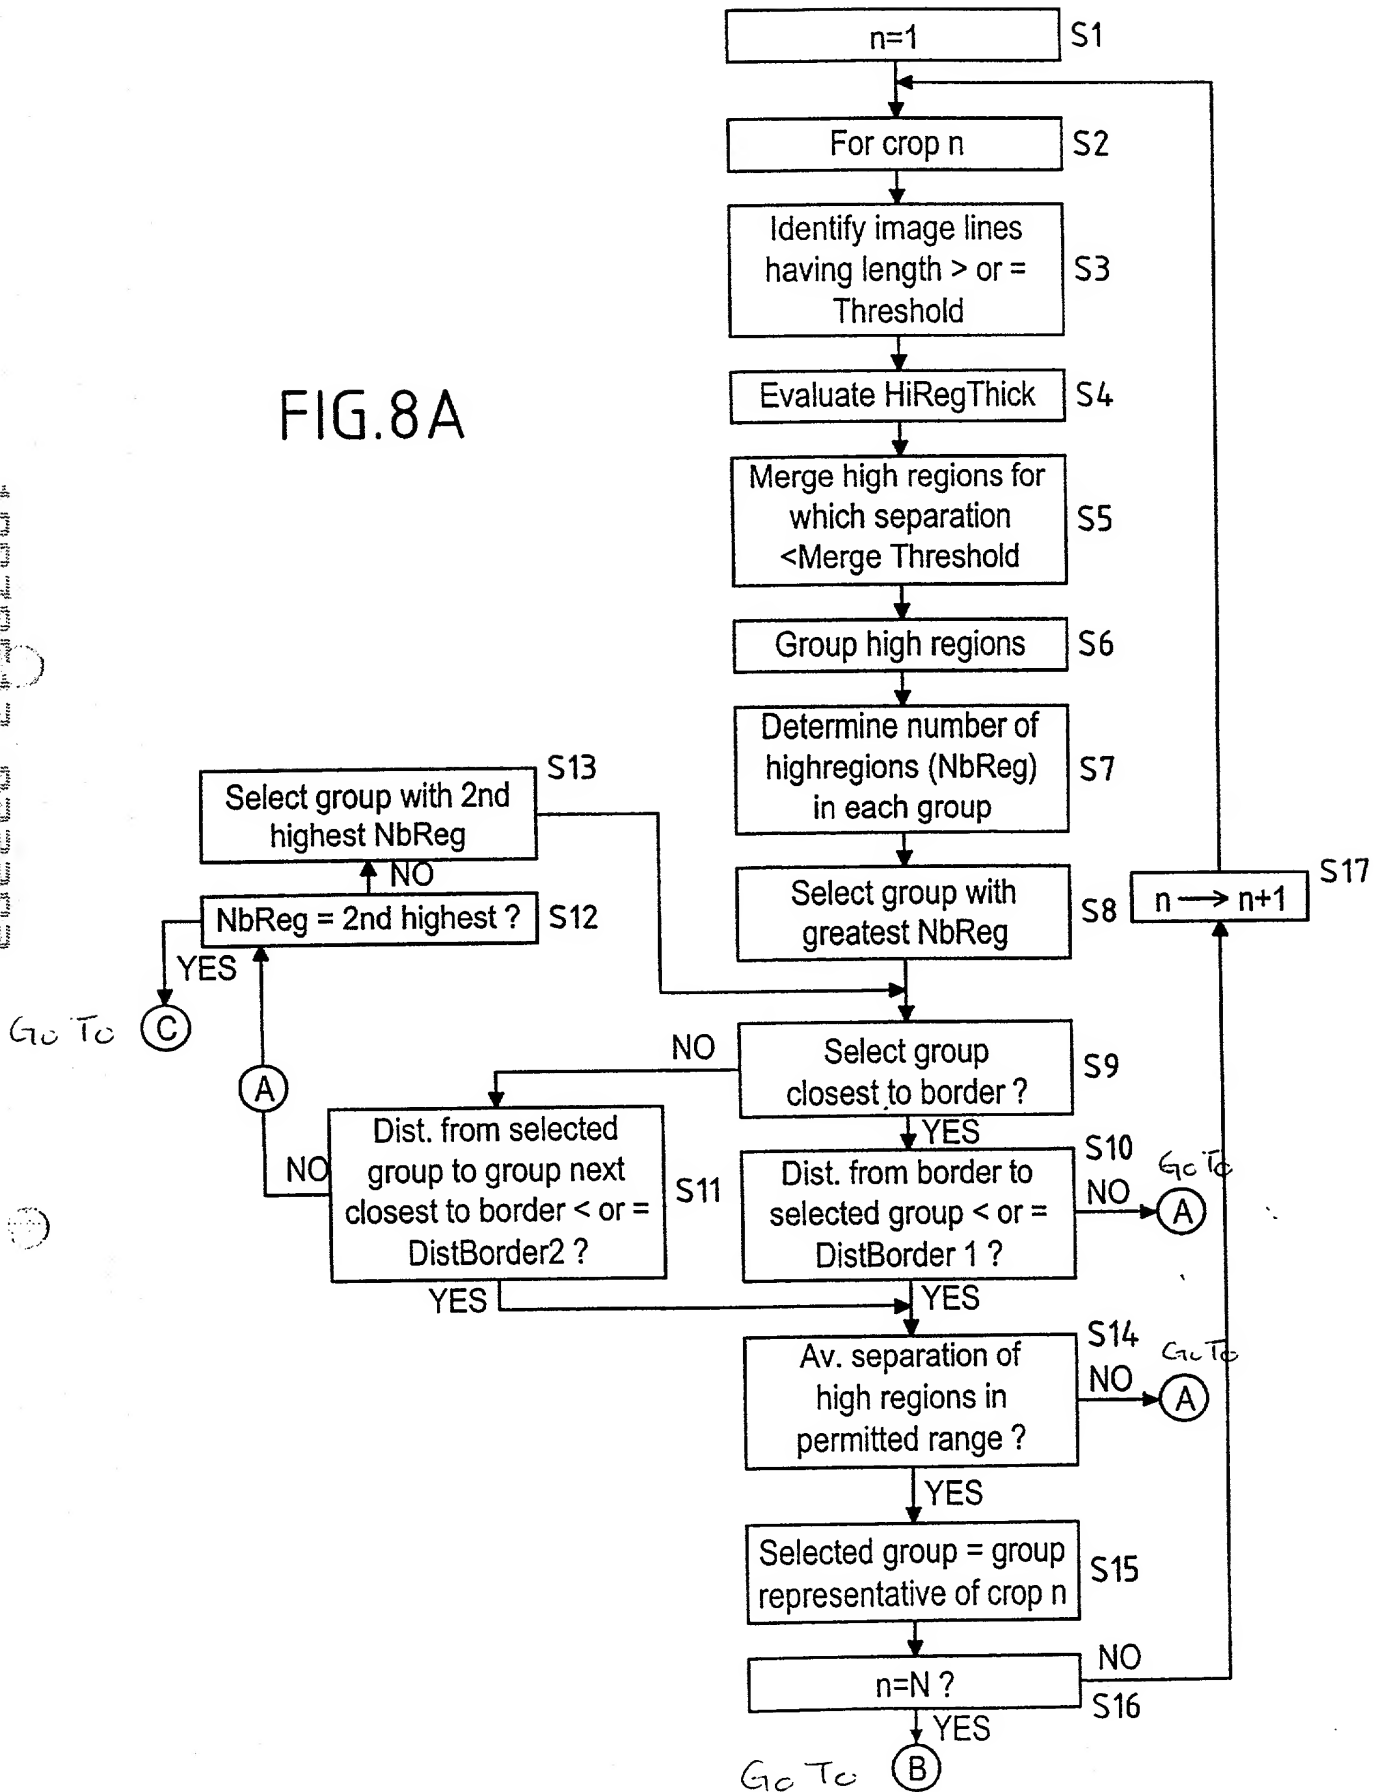 n=1
S1
For crop n
S2
Identify image lines
having length > or =
Threshold
S3
FIG.8A
Evaluate HiRegThick
S4
Merge high regions for
which separation
<Merge Threshold
S5
Group high regions
S6
Determine number of
highregions (NbReg)
in each group
S7
S13
Select group with 2nd
highest NbReg
NO
NbReg = 2nd highest ?
S12
YES
Go To
C
Select group with
greatest NbReg
S8
n → n+1
S17
NO
Select group
closest to border ?
S9
YES
A
NO
Dist. from selected
group to group next
closest to border < or =
DistBorder2 ?
S11
YES
Dist. from border to
selected group < or =
DistBorder 1 ?
S10
NO
Go To
A
YES
Av. separation of
high regions in
permitted range ?
S14
NO
Go To
A
YES
Selected group = group
representative of crop n
S15
n=N ?
NO
S16
YES
Go To
B